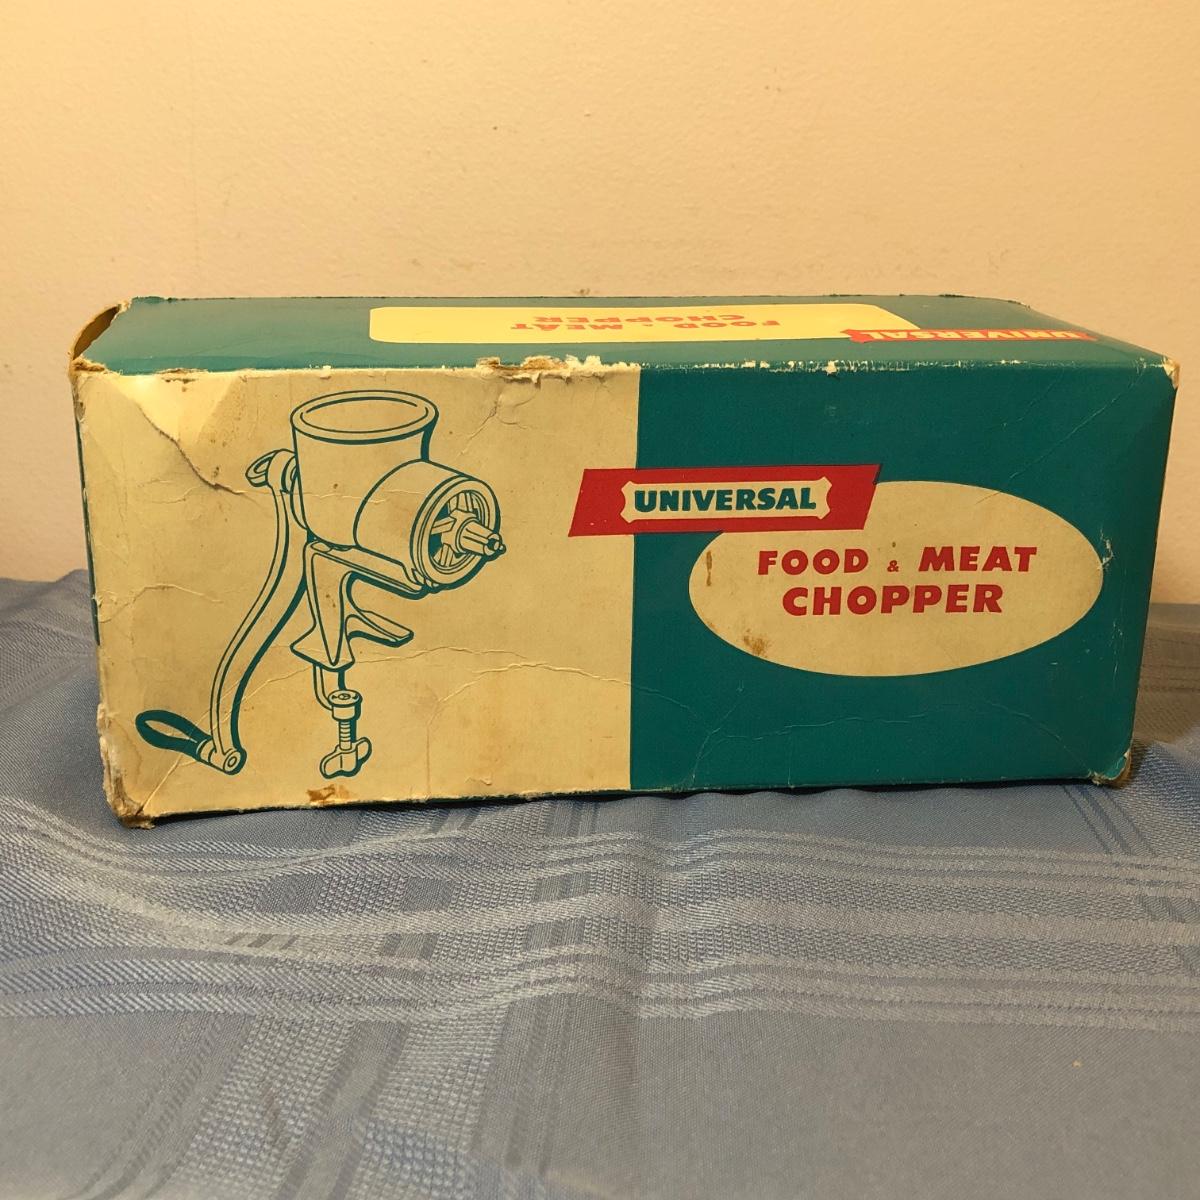 FOOD & MEAT
CHOPPER
UNIVERSAL
UNIVERSAL
FOOD & MEAT
CHOPPER